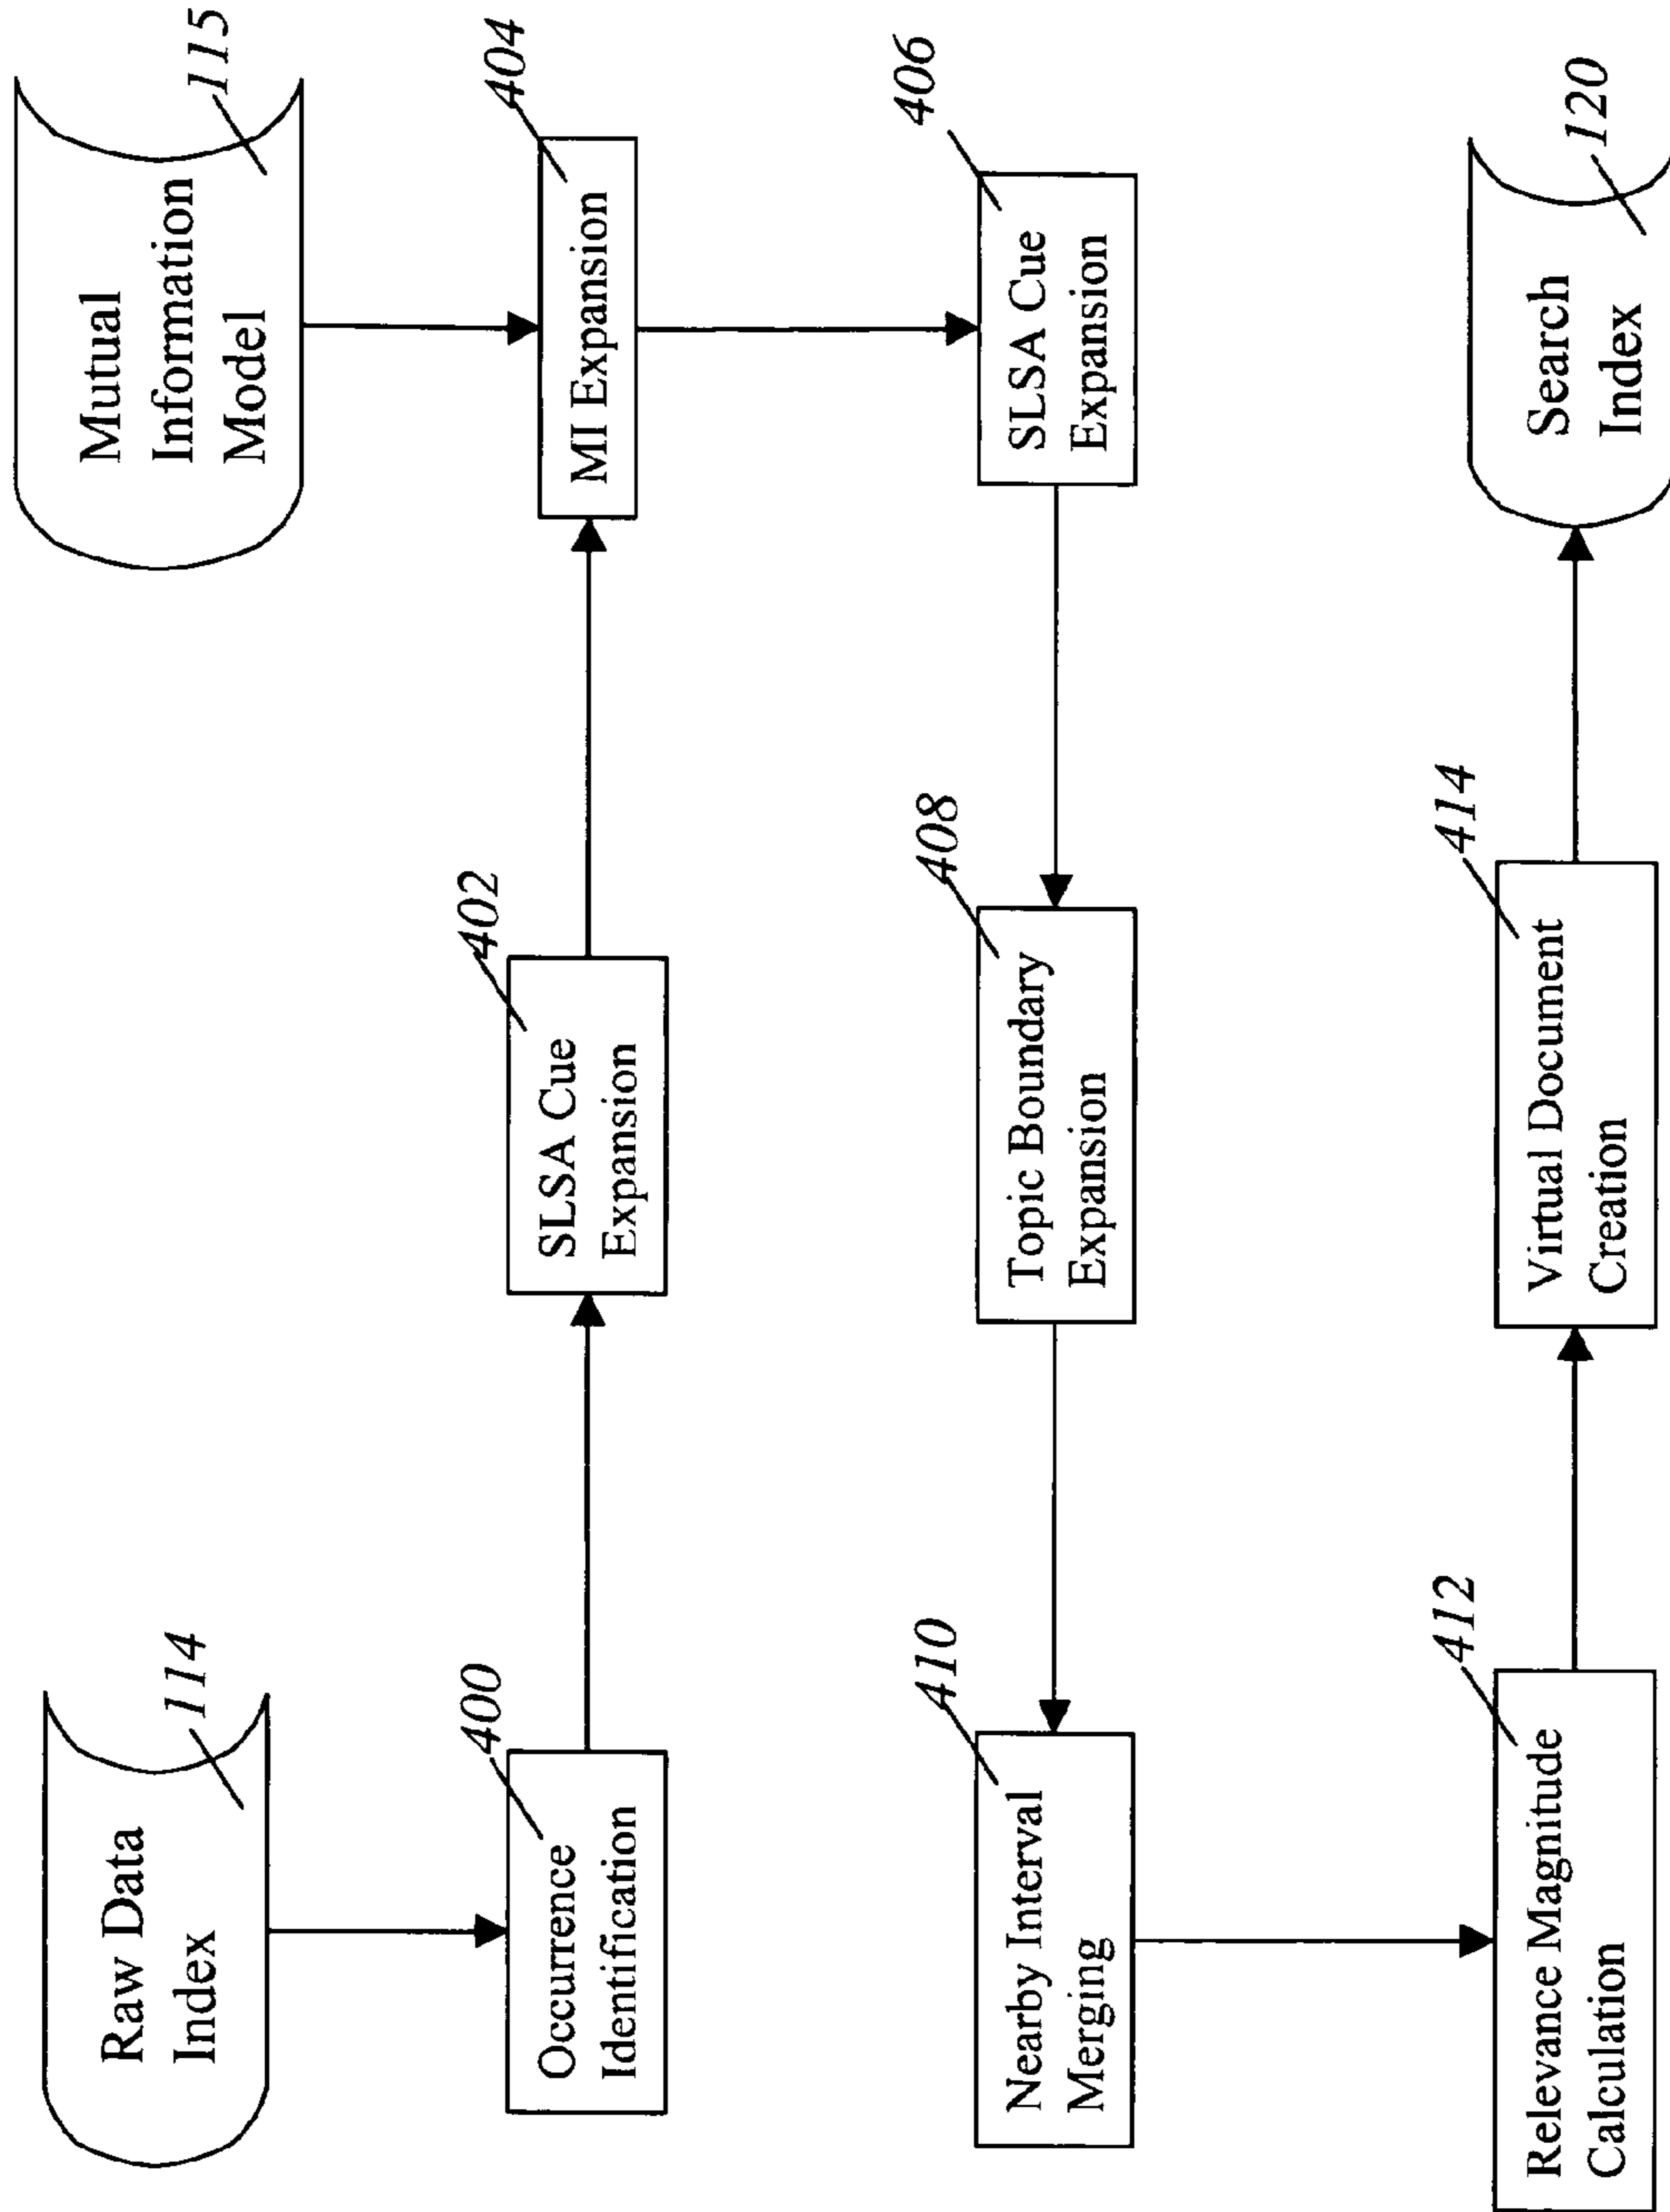 Raw Data
Index
114
Mutual
Information
Model
115
Occurrence
Identification
400
SLSA Cue
Expansion
402
MI Expansion
404
Nearby Interval
Merging
410
Topic Boundary
Expansion
408
SLSA Cue
Expansion
406
Relevance Magnitude
Calculation
412
Virtual Document
Creation
414
Search
Index
120